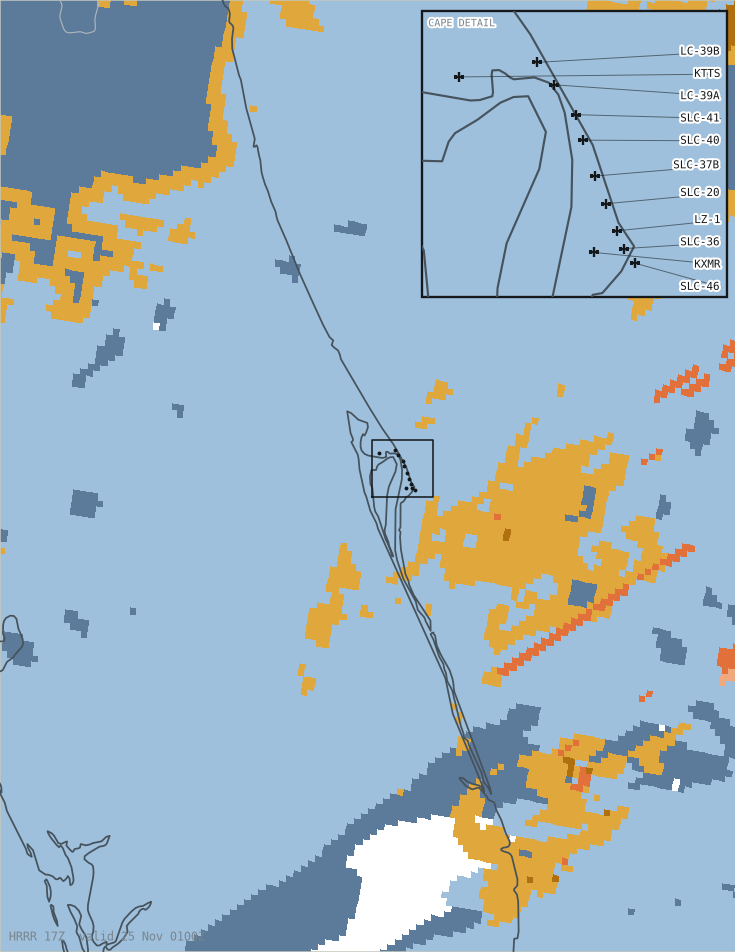 CAPE DETAIL
LC-39B
KTTS
LC-39A
SLC-41
SLC-40
SLC-37B
SLC-20
LZ-1
SLC-36
KXMR
SLC-46
HRRR 17Z valid 25 Nov 0100